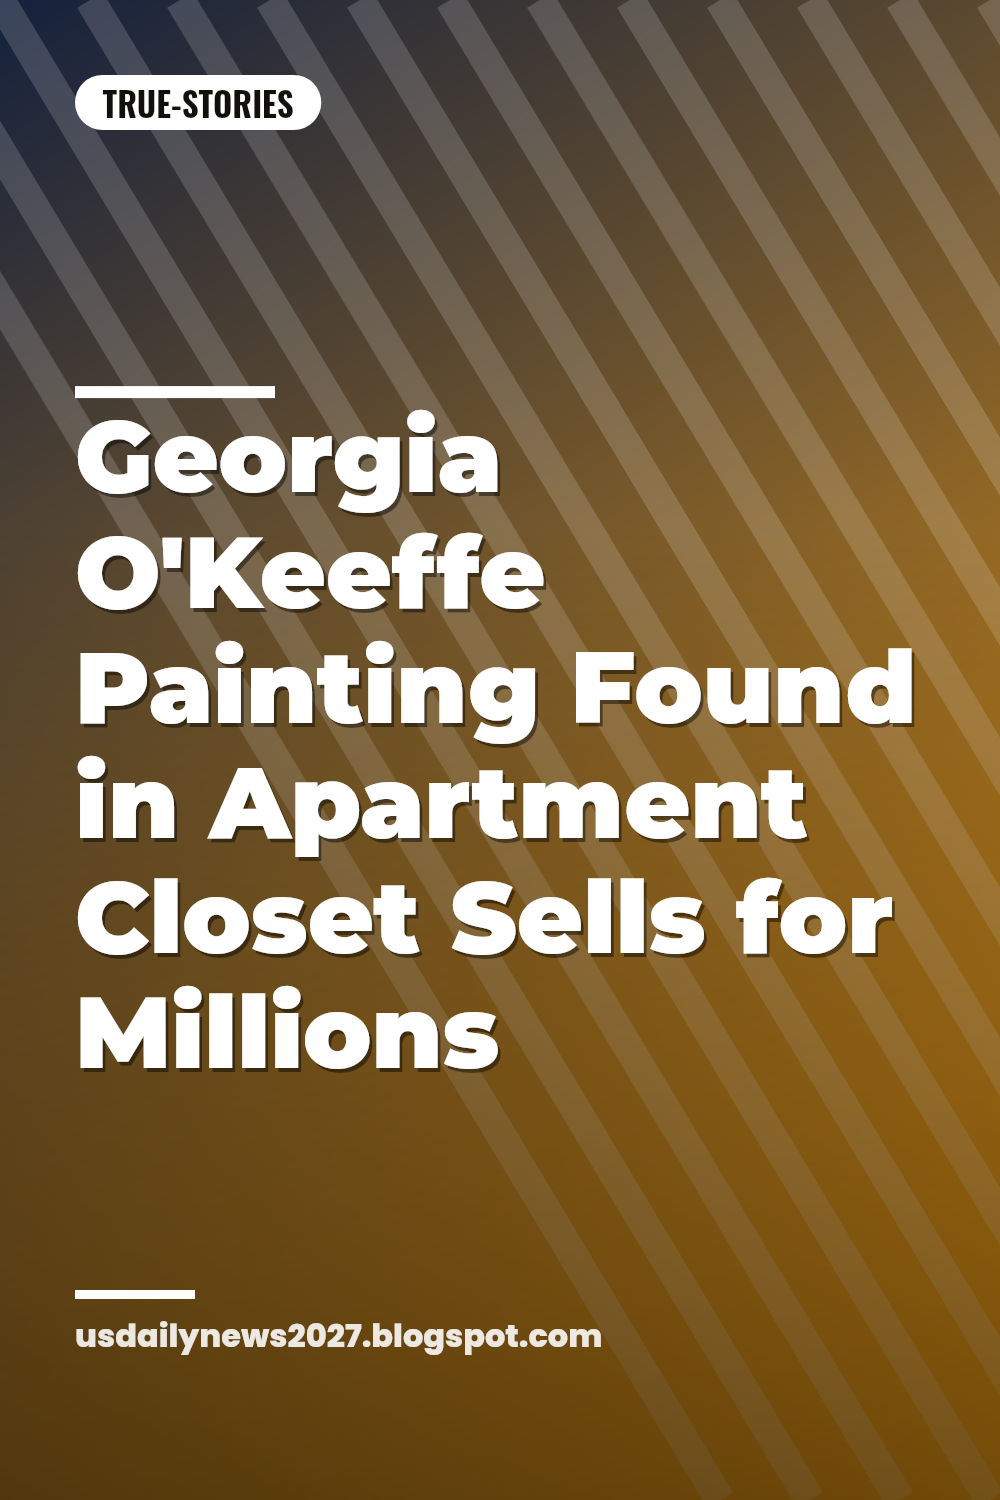 TRUE-STORIES
Georgia
O'Keeffe
Painting Found
in Apartment
Closet Sells for
Millions
usdailynews2027.blogspot.com